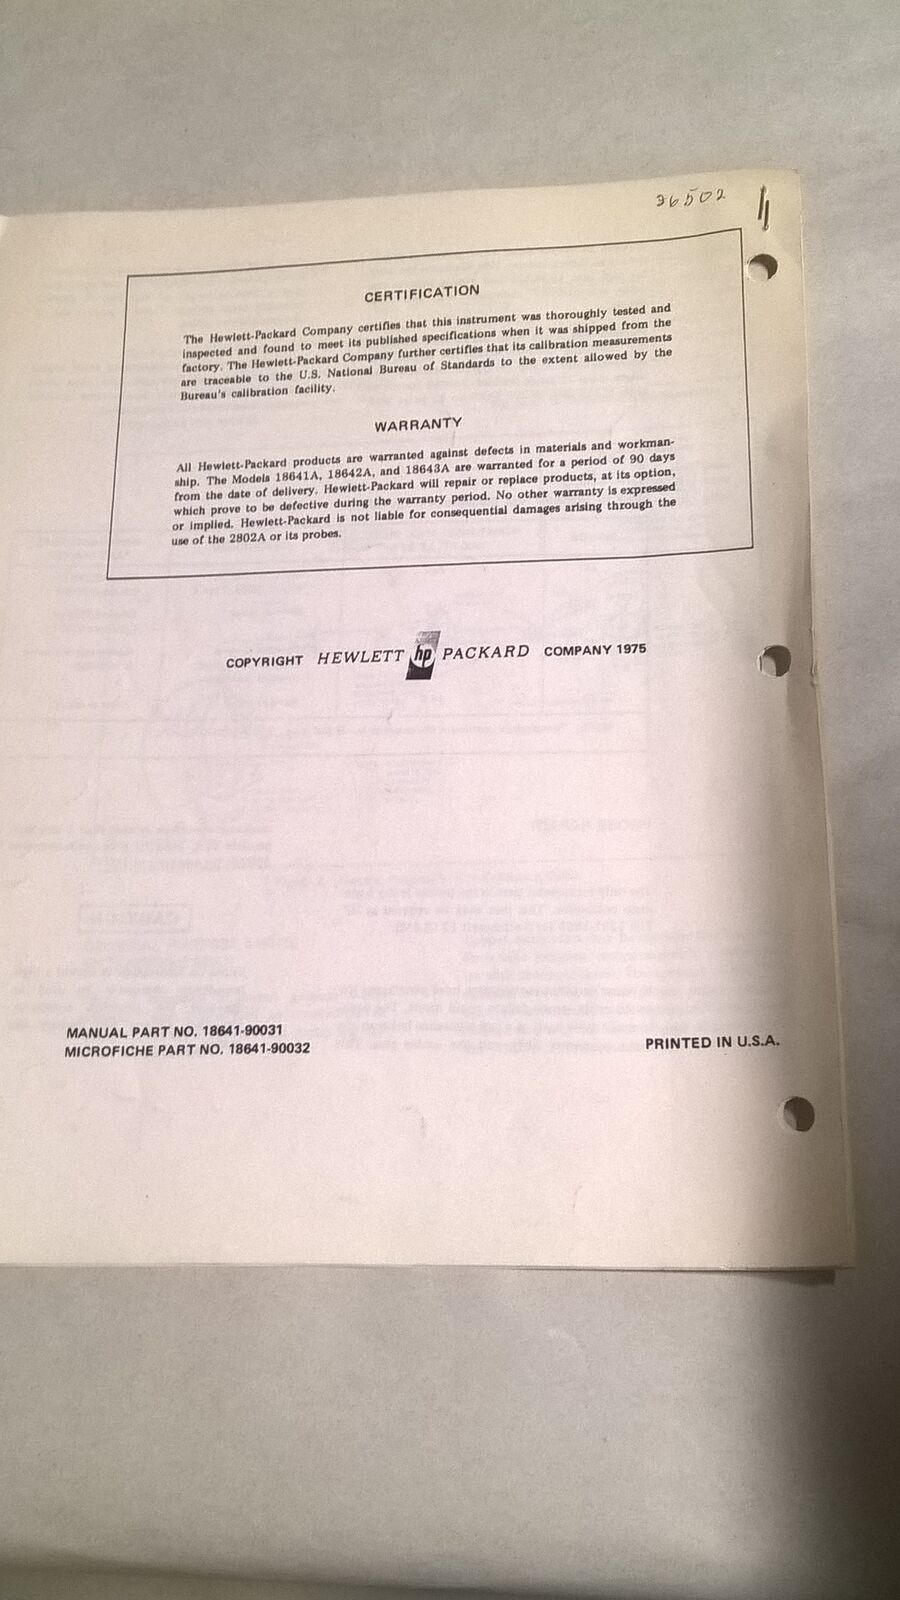 36502
CERTIFICATION
The Hewlett-Packard Company certifies that this instrument was thoroughly tested and
inspected and found to meet its published specifications when it was shipped from the
factory. The Hewlett-Packard Company further certifies that its calibration measurements
are traceable to the U.S. National Bureau of Standards to the extent allowed by the
Bureau's calibration facility.
WARRANTY
All Hewlett-Packard products are warranted against defects in materials and workman-
ship. The Models 18641A, 18642A, and 18643A are warranted for a period of 90 days
from the date of delivery. Hewlett-Packard will repair or replace products, at its option,
which prove to be defective during the warranty period. No other warranty is expressed
or implied. Hewlett-Packard is not liable for consequential damages arising through the
use of the 2802A or its probes.
COPYRIGHT HEWLETT hp PACKARD COMPANY 1975
MANUAL PART NO. 18641-90031
MICROFICHE PART NO. 18641-90032
PRINTED IN U.S.A.